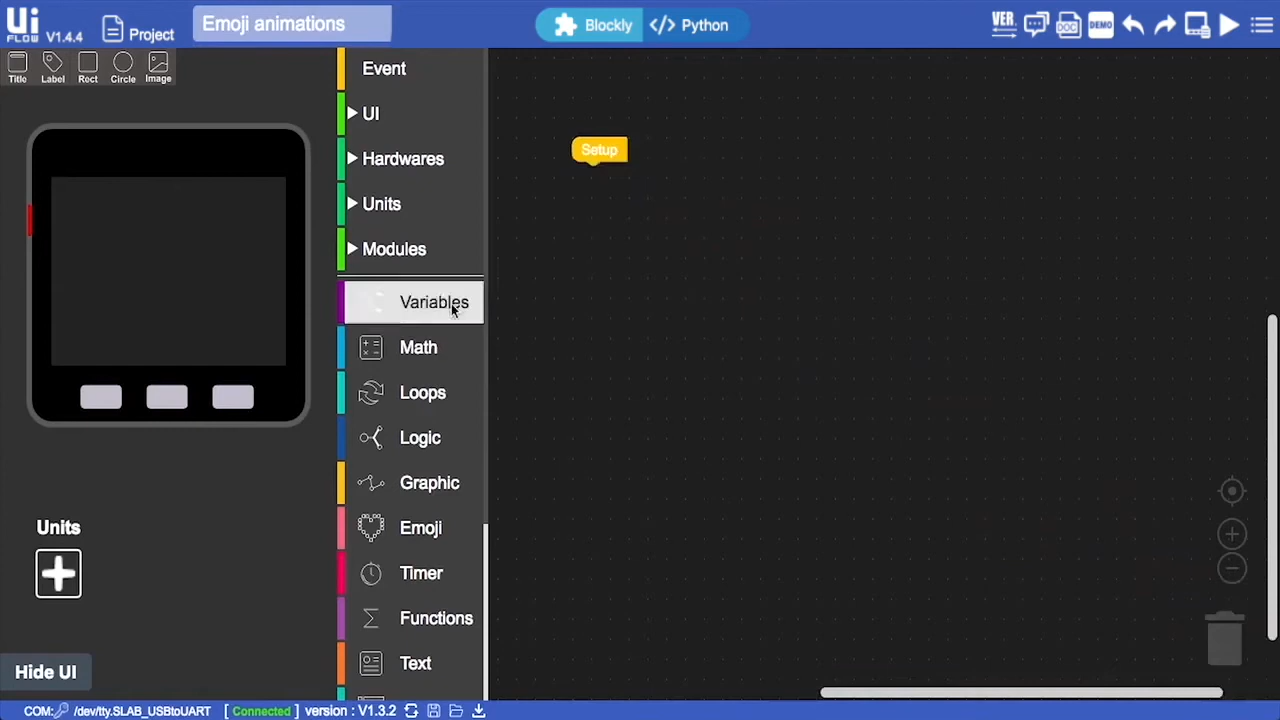 Ui
FLOW V1.4.4
Project
Emoji animations
Blockly
Python
VER.
DOC
DEMO
Title
Label
Rect
Circle
Image
Event
UI
Hardwares
Units
Modules
Variables
Math
Loops
Logic
Graphic
Emoji
Timer
Functions
Text
Setup
Units
Hide UI
COM: /dev/tty.SLAB_USBtoUART [ Connected ] version : V1.3.2